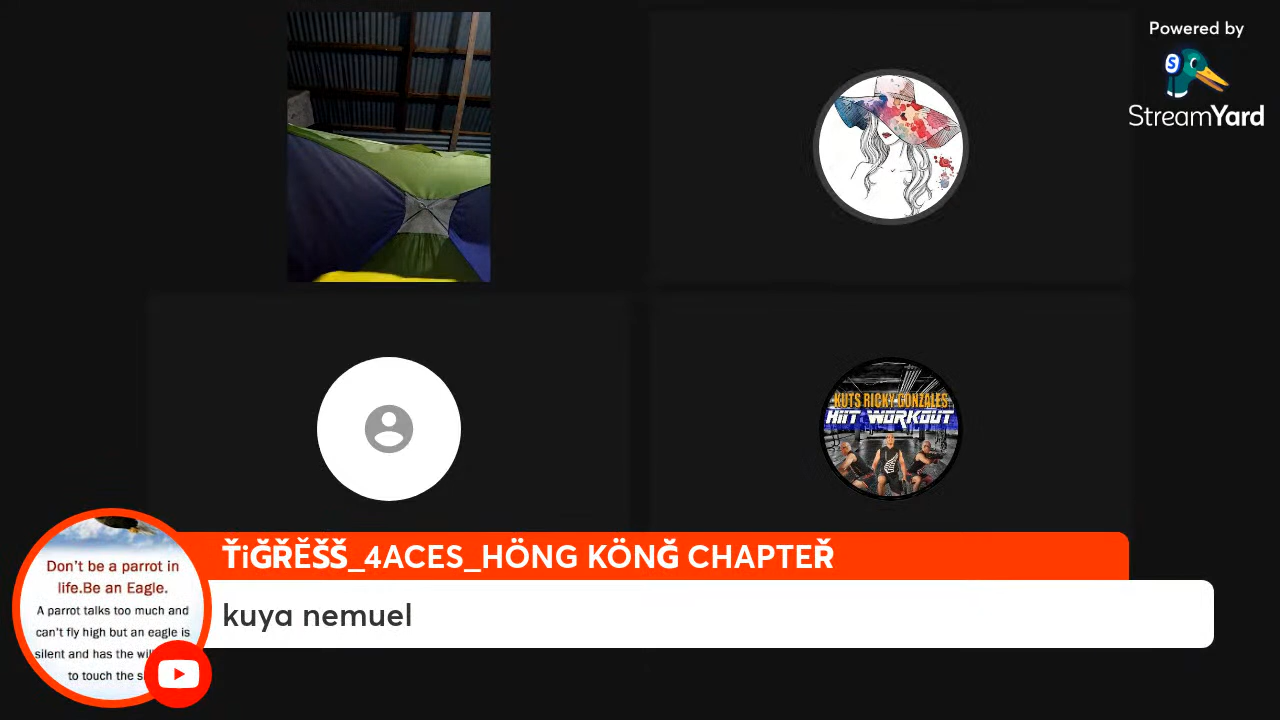 Powered by
StreamYard
KUTS RICKY GONZALES
HIIT WORKOUT
ŤiĞŘĚŠŠ_4ACES_HÖNG KÖNĞ CHAPTEŘ
kuya nemuel
Don't be a parrot in
life.Be an Eagle.
A parrot talks too much and
can't fly high but an eagle is
silent and has the
to touch the